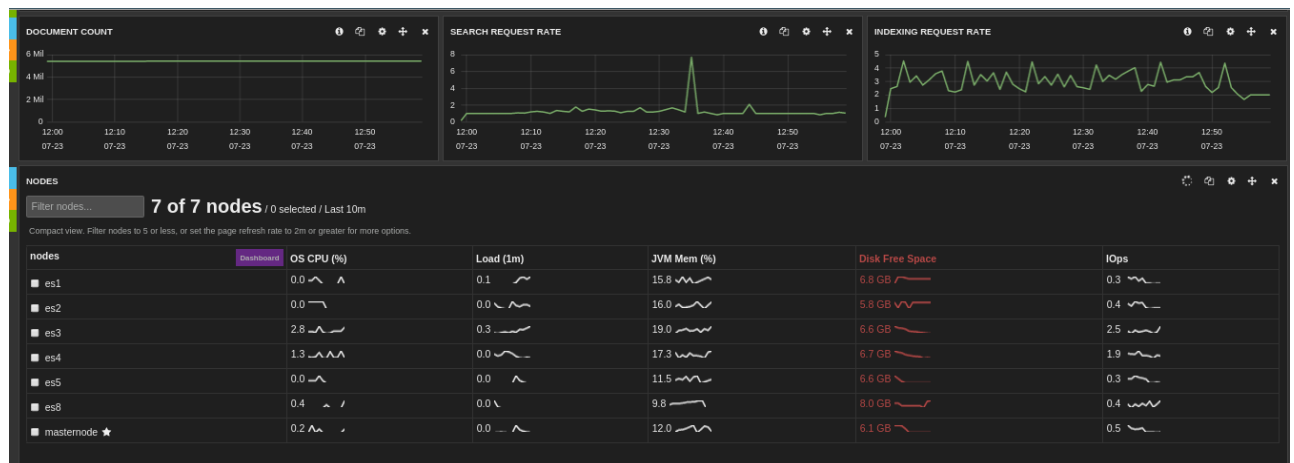 DOCUMENT COUNT
6 Mil
4 Mil
2 Mil
0
12:00 12:10 12:20 12:30 12:40 12:50
07-23 07-23 07-23 07-23 07-23 07-23
SEARCH REQUEST RATE
8
6
4
2
0
12:00 12:10 12:20 12:30 12:40 12:50
07-23 07-23 07-23 07-23 07-23 07-23
INDEXING REQUEST RATE
5
4
3
2
1
0
12:00 12:10 12:20 12:30 12:40 12:50
07-23 07-23 07-23 07-23 07-23 07-23
NODES
Filter nodes... 7 of 7 nodes / 0 selected / Last 10m
Compact view. Filter nodes to 5 or less, or set the page refresh rate to 2m or greater for more options.
nodes Dashboard OS CPU (%) Load (1m) JVM Mem (%) Disk Free Space IOps
es1 0.0 0.1 15.8 6.8 GB 0.3
es2 0.0 0.0 16.0 5.8 GB 0.4
es3 2.8 0.3 19.0 6.6 GB 2.5
es4 1.3 0.0 17.3 6.7 GB 1.9
es5 0.0 0.0 11.5 6.6 GB 0.3
es8 0.4 0.0 9.8 8.0 GB 0.4
masternode 0.2 0.0 12.0 6.1 GB 0.5